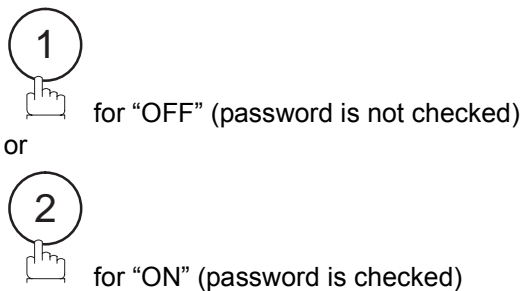 1
for “OFF” (password is not checked)
or
2
for “ON” (password is checked)